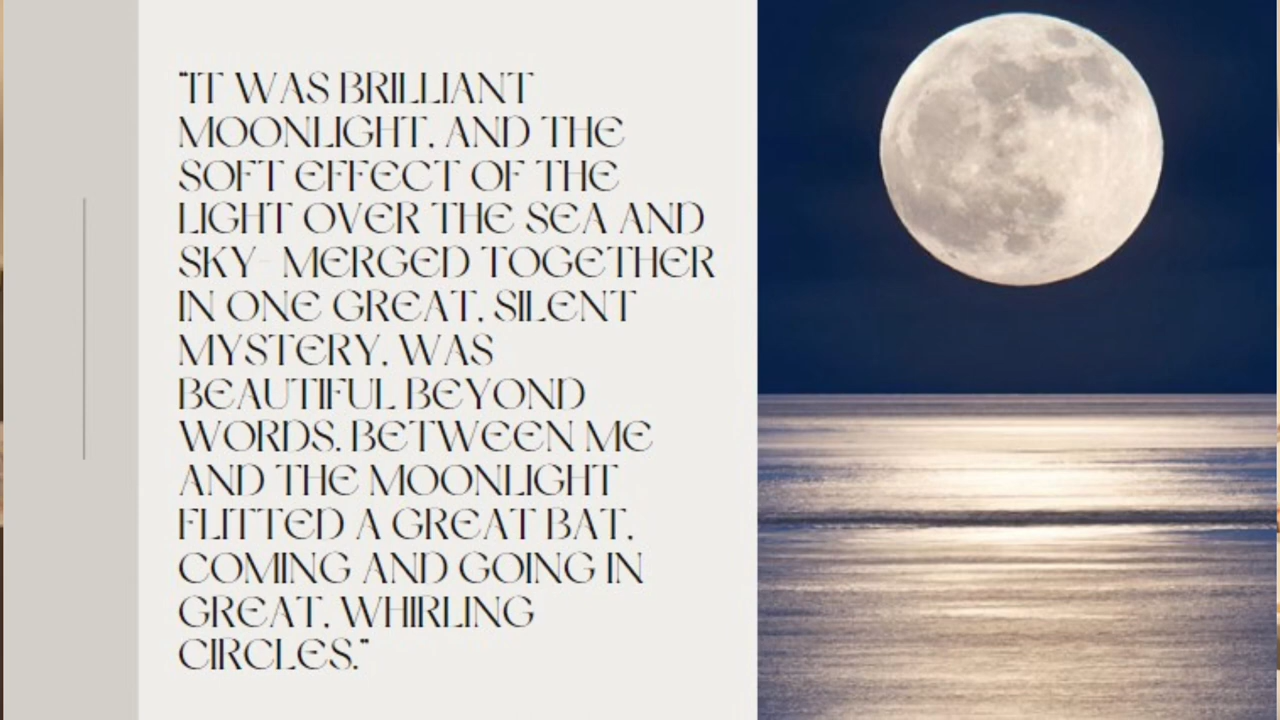 "IT WAS BRILLIANT
MOONLIGHT, AND THE
SOFT EFFECT OF THE
LIGHT OVER THE SEA AND
SKY- MERGED TOGETHER
IN ONE GREAT, SILENT
MYSTERY, WAS
BEAUTIFUL BEYOND
WORDS. BETWEEN ME
AND THE MOONLIGHT
FLITTED A GREAT BAT,
COMING AND GOING IN
GREAT, WHIRLING
CIRCLES."